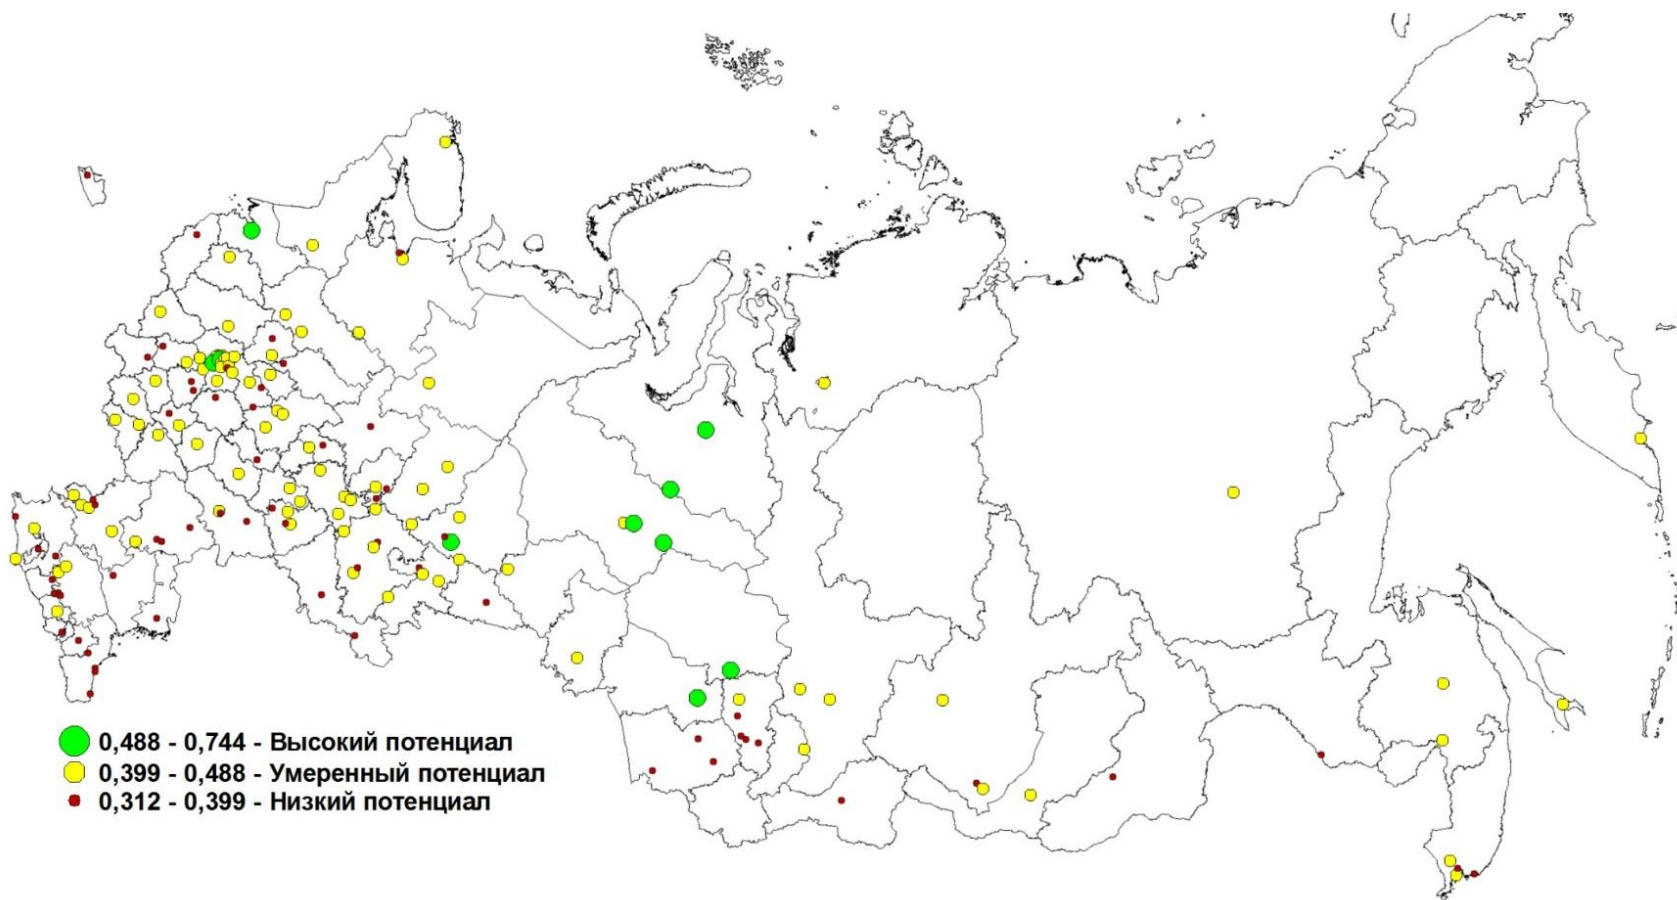 0,488 - 0,744 - Высокий потенциал
0,399 - 0,488 - Умеренный потенциал
0,312 - 0,399 - Низкий потенциал